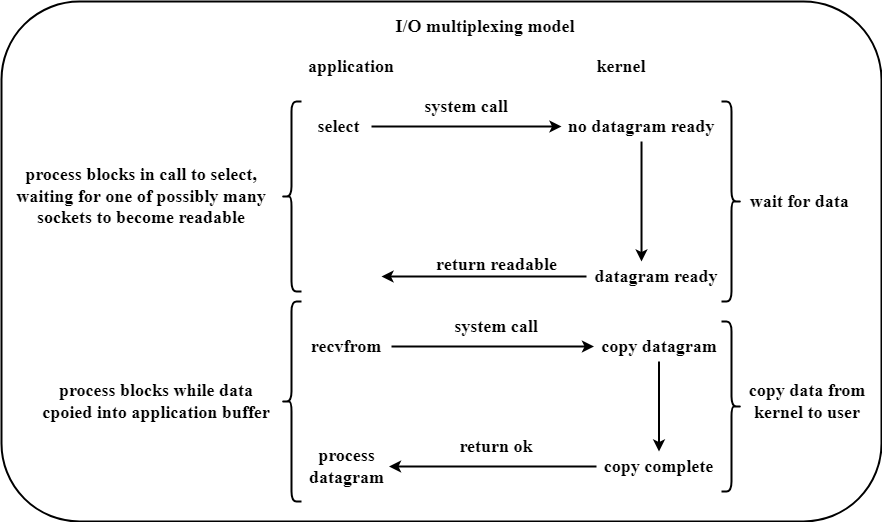 I/O multiplexing model
application
kernel
system call
select
no datagram ready
process blocks in call to select,
waiting for one of possibly many
sockets to become readable
wait for data
return readable
datagram ready
system call
recvfrom
copy datagram
process blocks while data
cpoied into application buffer
copy data from
kernel to user
return ok
process
datagram
copy complete